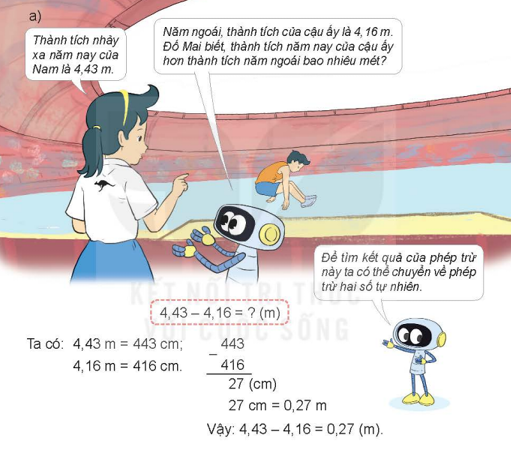 a)
Thành tích nhảy
xa năm nay của
Nam là 4,43 m.
Năm ngoái, thành tích của cậu ấy là 4,16 m.
Đố Mai biết, thành tích năm nay của cậu ấy
hơn thành tích năm ngoái bao nhiêu mét?
Để tìm kết quả của phép trừ
này ta có thể chuyển về phép
trừ hai số tự nhiên.
KẾT NỐI TRI THỨC
VỚI CUỘC SỐNG
4,43 – 4,16 = ? (m)
Ta có: 4,43 m = 443 cm;
4,16 m = 416 cm.
443
–
416
27 (cm)
27 cm = 0,27 m
Vậy: 4,43 – 4,16 = 0,27 (m).